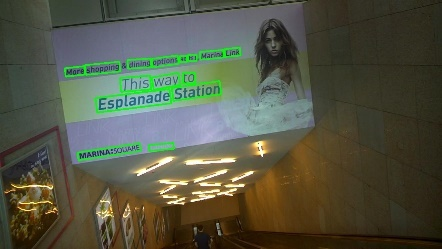 More shopping & dining options at the Marina Link
This way to
Esplanade Station
MARINA SQUARE